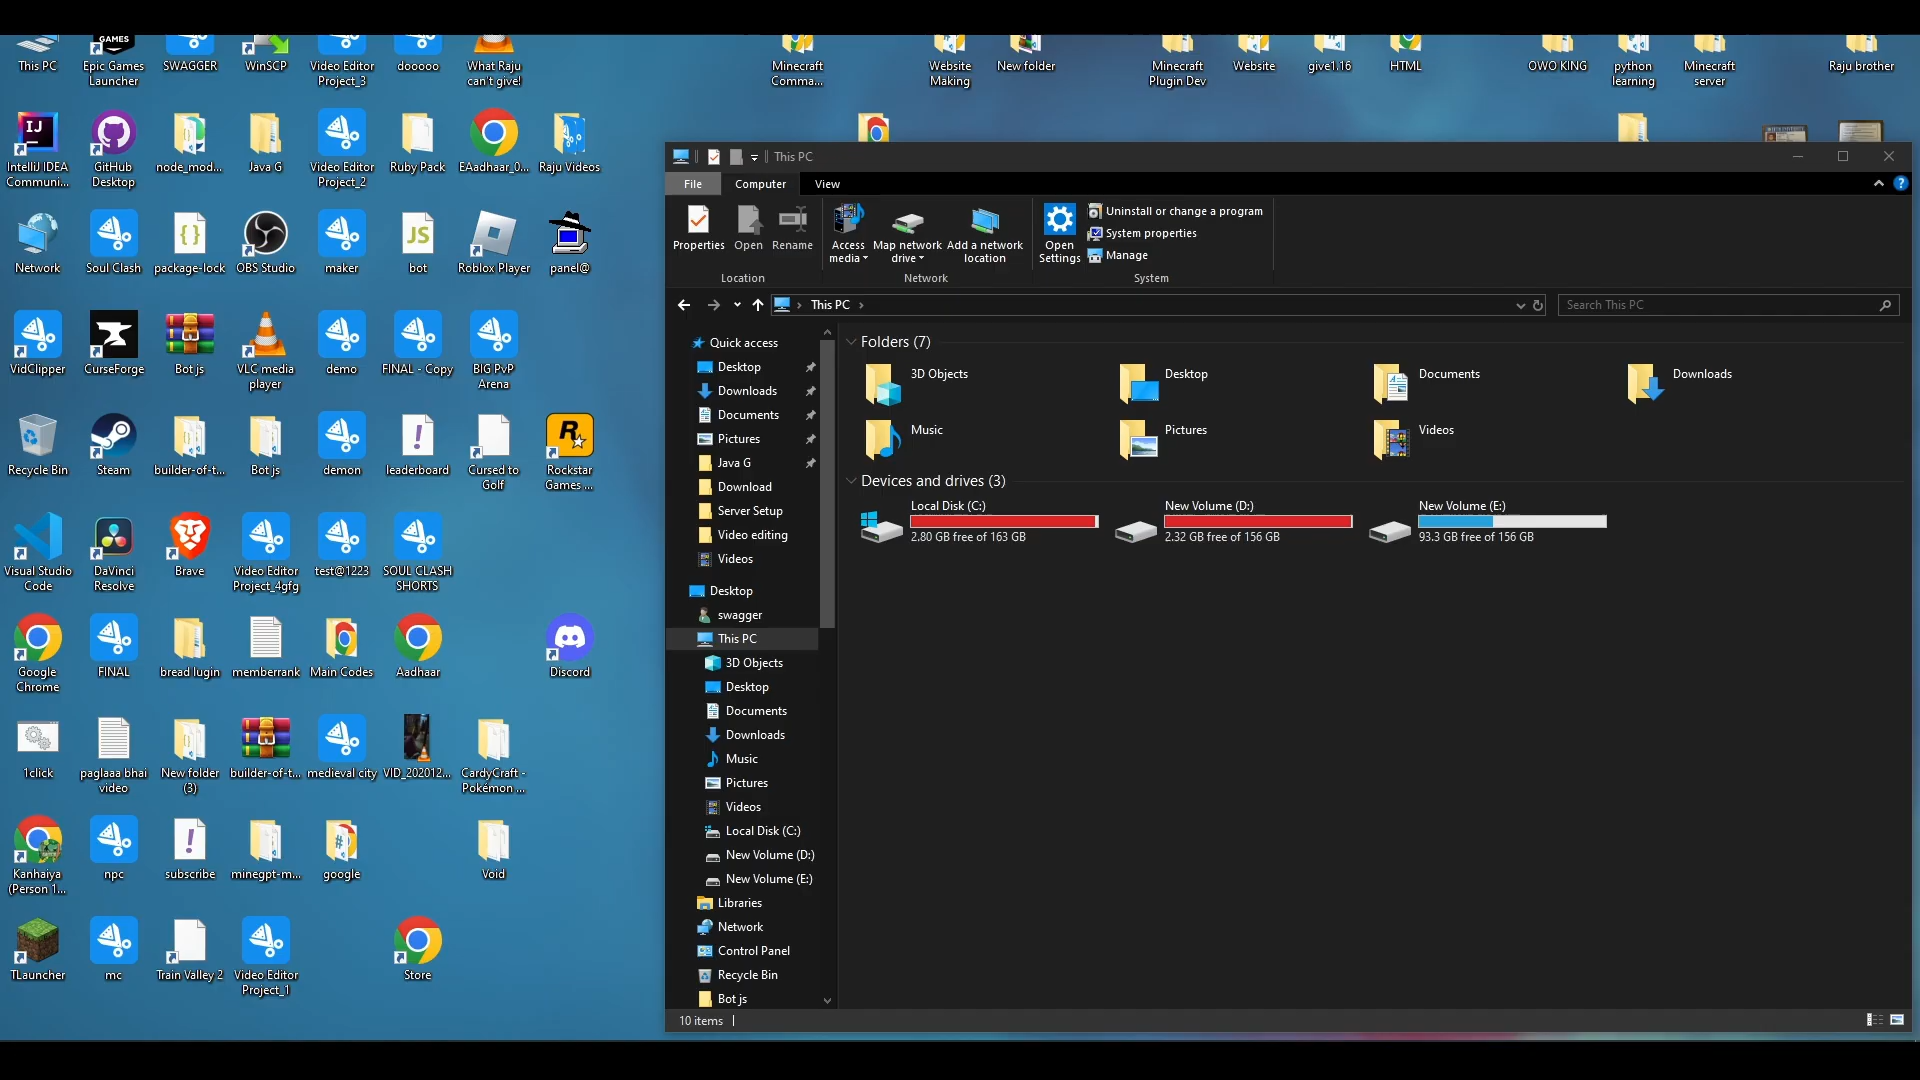 This PC
GAMES
Epic Games
Launcher
SWAGGER
WinSCP
Video Editor
Project_3
dooooo
What Raju
can't give!
Minecraft
Comma...
Website
Making
New folder
Minecraft
Plugin Dev
Website
give1.16
HTML
OWO KING
python
learning
Minecraft
server
Raju brother
IJ
IntelliJ IDEA
Communi...
GitHub
Desktop
node_mod...
Java G
Video Editor
Project_2
Ruby Pack
EAadhaar_0...
Raju Videos
Network
Soul Clash
{ }
package-lock
OBS Studio
maker
JS
bot
Roblox Player
panel@
VidClipper
CurseForge
Bot js
VLC media
player
demo
FINAL - Copy
BIG PvP
Arena
Recycle Bin
Steam
builder-of-t...
Bot js
demon
!
leaderboard
Cursed to
Golf
R
Rockstar
Games ...
Visual Studio
Code
DaVinci
Resolve
Brave
Video Editor
Project_4gfg
test@1223
SOUL CLASH
SHORTS
Google
Chrome
FINAL
bread lugin
memberrank
Main Codes
Aadhaar
Discord
1click
paglaaa bhai
video
New folder
(3)
builder-of-t...
medieval city
VID_202012...
CardyCraft -
Pokémon ...
Kanhaiya
(Person 1...
npc
!
subscribe
minegpt-m...
#
google
Void
TLauncher
mc
Train Valley 2
Video Editor
Project_1
Store
This PC
File
Computer
View
?
Properties
Open
Rename
Location
Access
media
Map network
drive
Add a network
location
Network
Open
Settings
Uninstall or change a program
System properties
Manage
System
This PC
Search This PC
Quick access
Desktop
Downloads
Documents
Pictures
Java G
Download
Server Setup
Video editing
Videos
Desktop
swagger
This PC
3D Objects
Desktop
Documents
Downloads
Music
Pictures
Videos
Local Disk (C:)
New Volume (D:)
New Volume (E:)
Libraries
Network
Control Panel
Recycle Bin
Bot js
Folders (7)
3D Objects
Desktop
Documents
Downloads
Music
Pictures
Videos
Devices and drives (3)
Local Disk (C:)
2.80 GB free of 163 GB
New Volume (D:)
2.32 GB free of 156 GB
New Volume (E:)
93.3 GB free of 156 GB
10 items